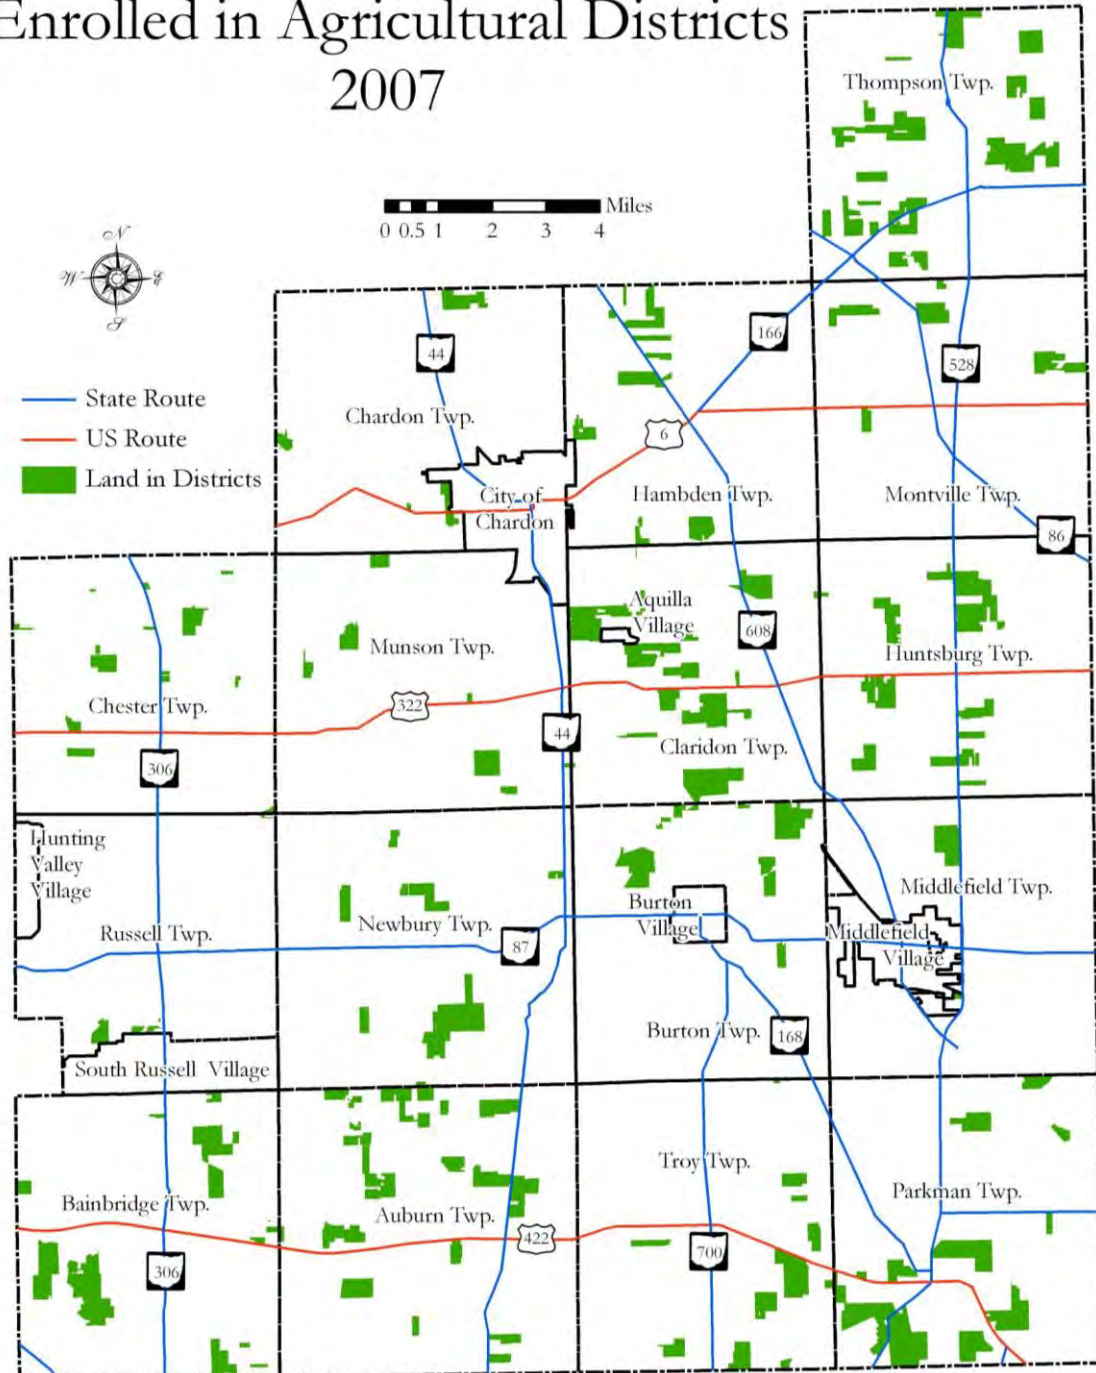 Enrolled in Agricultural Districts
2007
Miles
0 0.5 1 2 3 4
N
W E
S
State Route
US Route
Land in Districts
Thompson Twp.
166
528
44
Chardon Twp.
6
City of
Chardon
Hambden Twp.
Montville Twp.
86
Aquilla
Village
608
Munson Twp.
Huntsburg Twp.
Chester Twp.
322
44
Claridon Twp.
306
Hunting
Valley
Village
Russell Twp.
Newbury Twp.
87
Burton
Village
Middlefield Twp.
Middlefield
Village
Burton Twp.
168
South Russell Village
Troy Twp.
Bainbridge Twp.
Auburn Twp.
Parkman Twp.
422
700
306